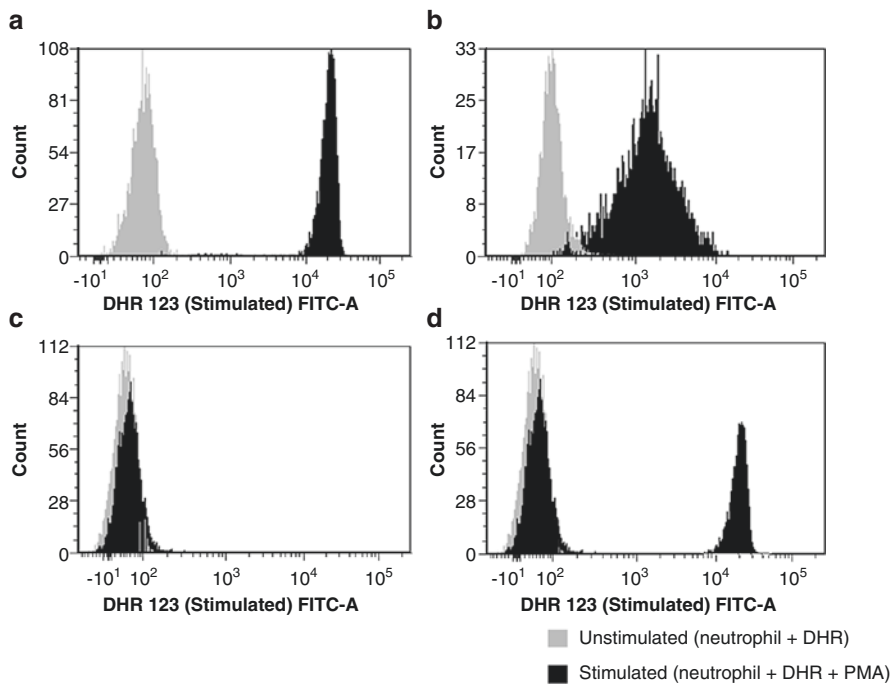 a
108
81
54
27
0
Count
-10¹ 10² 10³ 10⁴ 10⁵
DHR 123 (Stimulated) FITC-A
b
33
25
17
8
0
Count
-10¹ 10² 10³ 10⁴ 10⁵
DHR 123 (Stimulated) FITC-A
c
112
84
56
28
0
Count
-10¹ 10² 10³ 10⁴ 10⁵
DHR 123 (Stimulated) FITC-A
d
112
84
56
28
0
Count
-10¹ 10² 10³ 10⁴ 10⁵
DHR 123 (Stimulated) FITC-A
Unstimulated (neutrophil + DHR)
Stimulated (neutrophil + DHR + PMA)